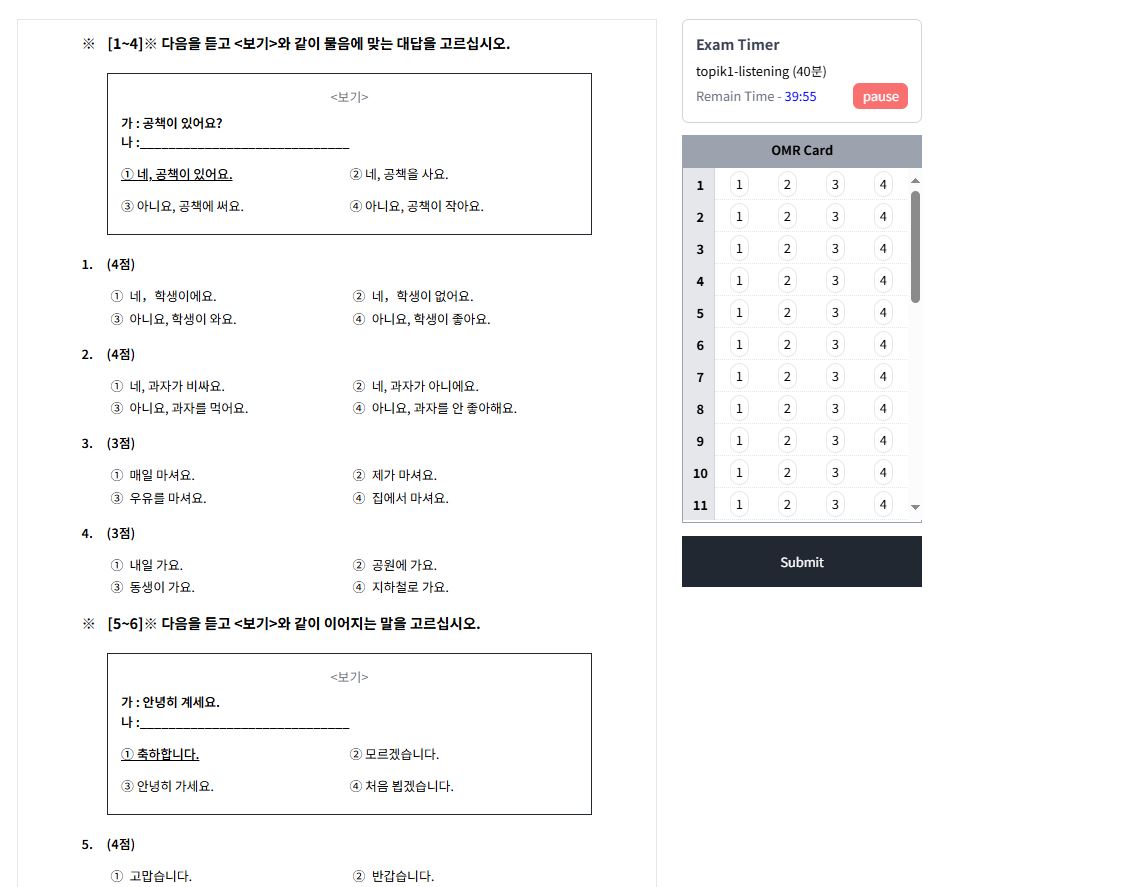 ※ [1~4]※ 다음을 듣고 <보기>와 같이 물음에 맞는 대답을 고르십시오.
<보기>
가 : 공책이 있어요?
나 :______________________________
① 네, 공책이 있어요. ② 네, 공책을 사요.
③ 아니요, 공책에 써요. ④ 아니요, 공책이 작아요.
1. (4점)
① 네, 학생이에요. ② 네, 학생이 없어요.
③ 아니요, 학생이 와요. ④ 아니요, 학생이 좋아요.
2. (4점)
① 네, 과자가 비싸요. ② 네, 과자가 아니에요.
③ 아니요, 과자를 먹어요. ④ 아니요, 과자를 안 좋아해요.
3. (3점)
① 매일 마셔요. ② 제가 마셔요.
③ 우유를 마셔요. ④ 집에서 마셔요.
4. (3점)
① 내일 가요. ② 공원에 가요.
③ 동생이 가요. ④ 지하철로 가요.
※ [5~6]※ 다음을 듣고 <보기>와 같이 이어지는 말을 고르십시오.
<보기>
가 : 안녕히 계세요.
나 :______________________________
① 축하합니다. ② 모르겠습니다.
③ 안녕히 가세요. ④ 처음 뵙겠습니다.
5. (4점)
① 고맙습니다. ② 반갑습니다.
Exam Timer
topik1-listening (40분)
Remain Time - 39:55 pause
OMR Card
1 1 2 3 4
2 1 2 3 4
3 1 2 3 4
4 1 2 3 4
5 1 2 3 4
6 1 2 3 4
7 1 2 3 4
8 1 2 3 4
9 1 2 3 4
10 1 2 3 4
11 1 2 3 4
Submit